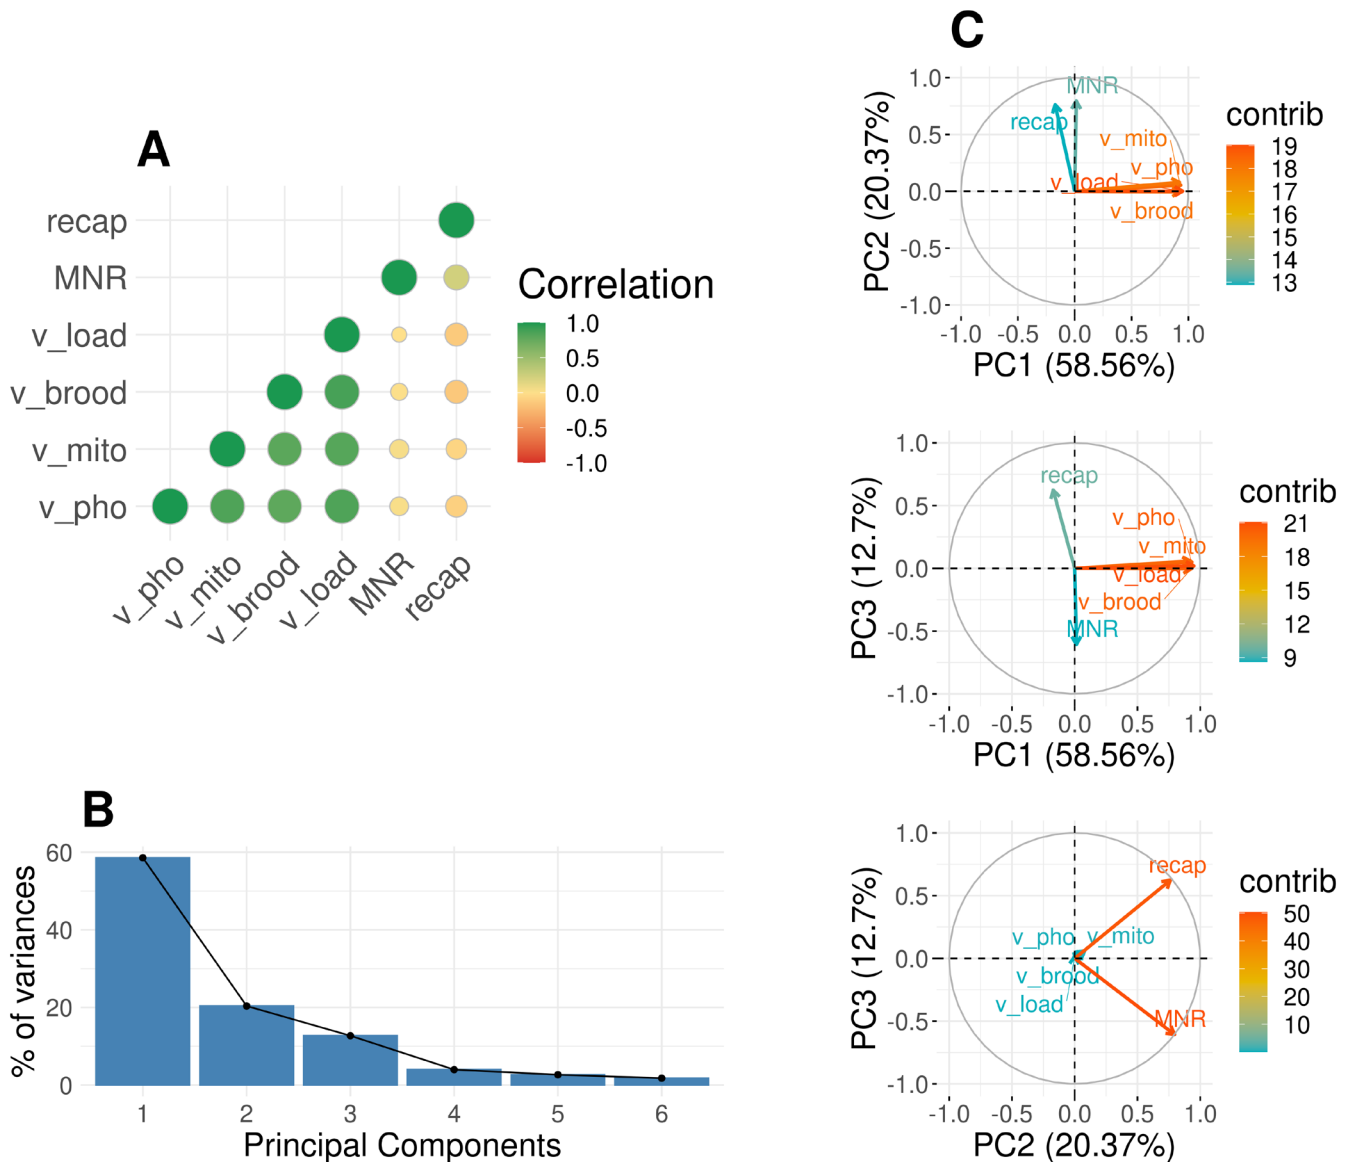 A
recap
MNR
v_load
v_brood
v_mito
v_pho
v_pho
v_mito
v_brood
v_load
MNR
recap
Correlation
1.0
0.5
0.0
-0.5
-1.0
B
% of variances
60
40
20
0
1 2 3 4 5 6
Principal Components
C
PC2 (20.37%)
1.0
0.5
0.0
-0.5
-1.0
MNR
recap
v_mito
v_pho
v_load
v_brood
-1.0 -0.5 0.0 0.5 1.0
PC1 (58.56%)
contrib
19
18
17
16
15
14
13
PC3 (12.7%)
1.0
0.5
0.0
-0.5
-1.0
recap
v_pho
v_mito
v_load
v_brood
MNR
-1.0 -0.5 0.0 0.5 1.0
PC1 (58.56%)
contrib
21
18
15
12
9
PC3 (12.7%)
1.0
0.5
0.0
-0.5
-1.0
recap
v_pho v_mito
v_brood
v_load
MNR
-1.0 -0.5 0.0 0.5 1.0
PC2 (20.37%)
contrib
50
40
30
20
10